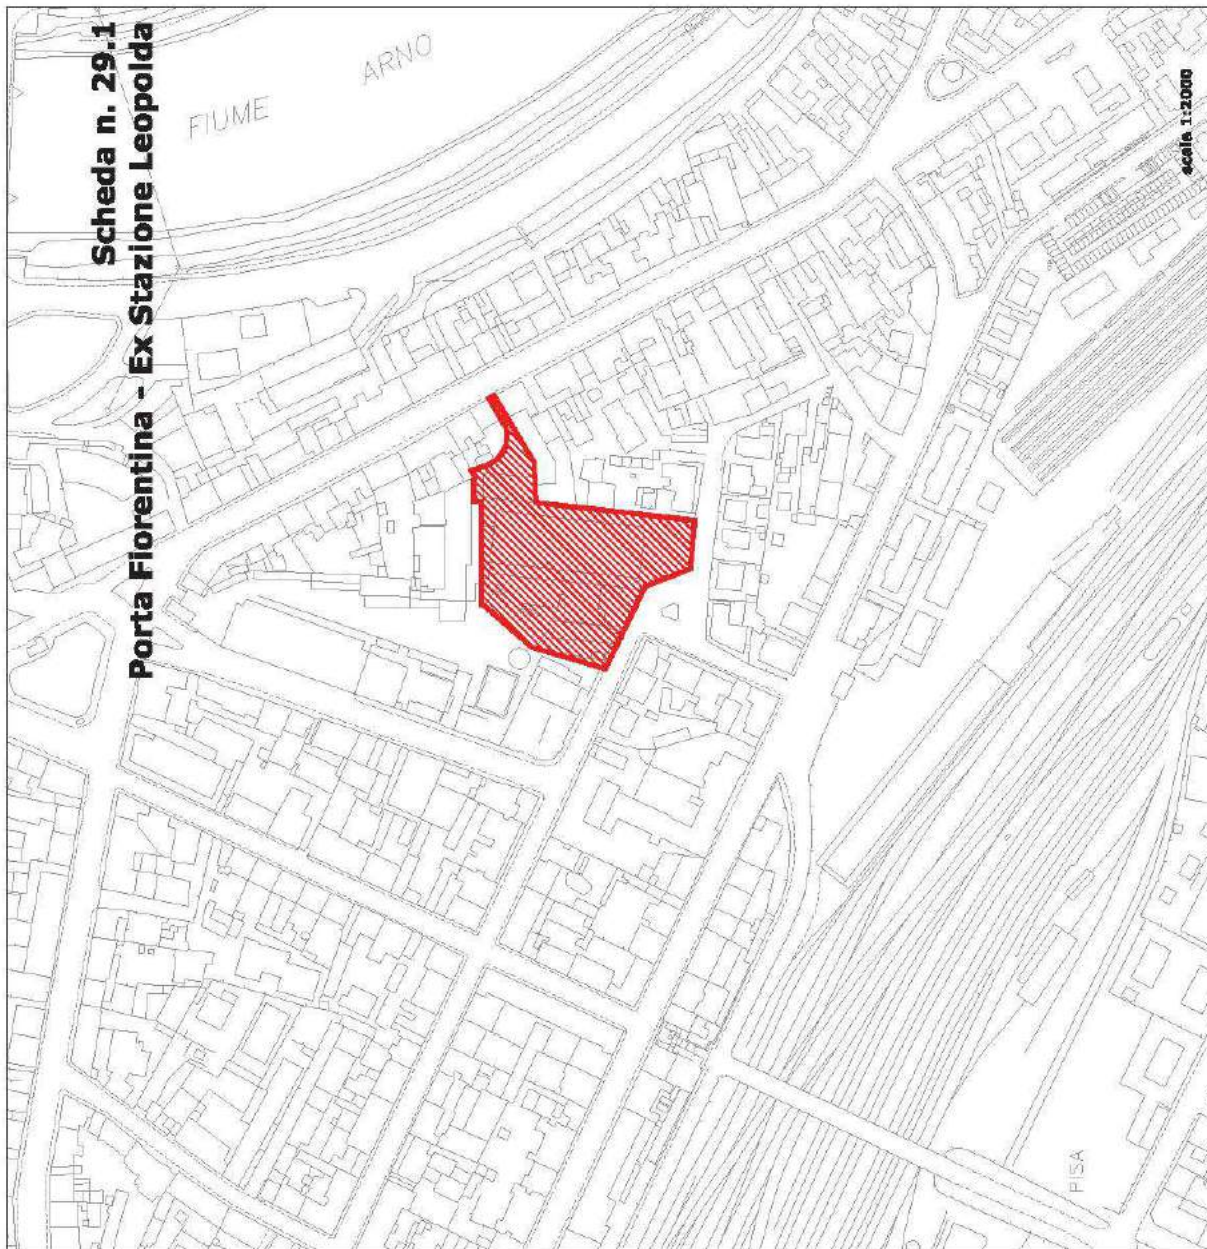 Scheda n. 29.1
Porta Fiorentina - Ex Stazione Leopolda
FIUME ARNO
PISA
scala 1:2000